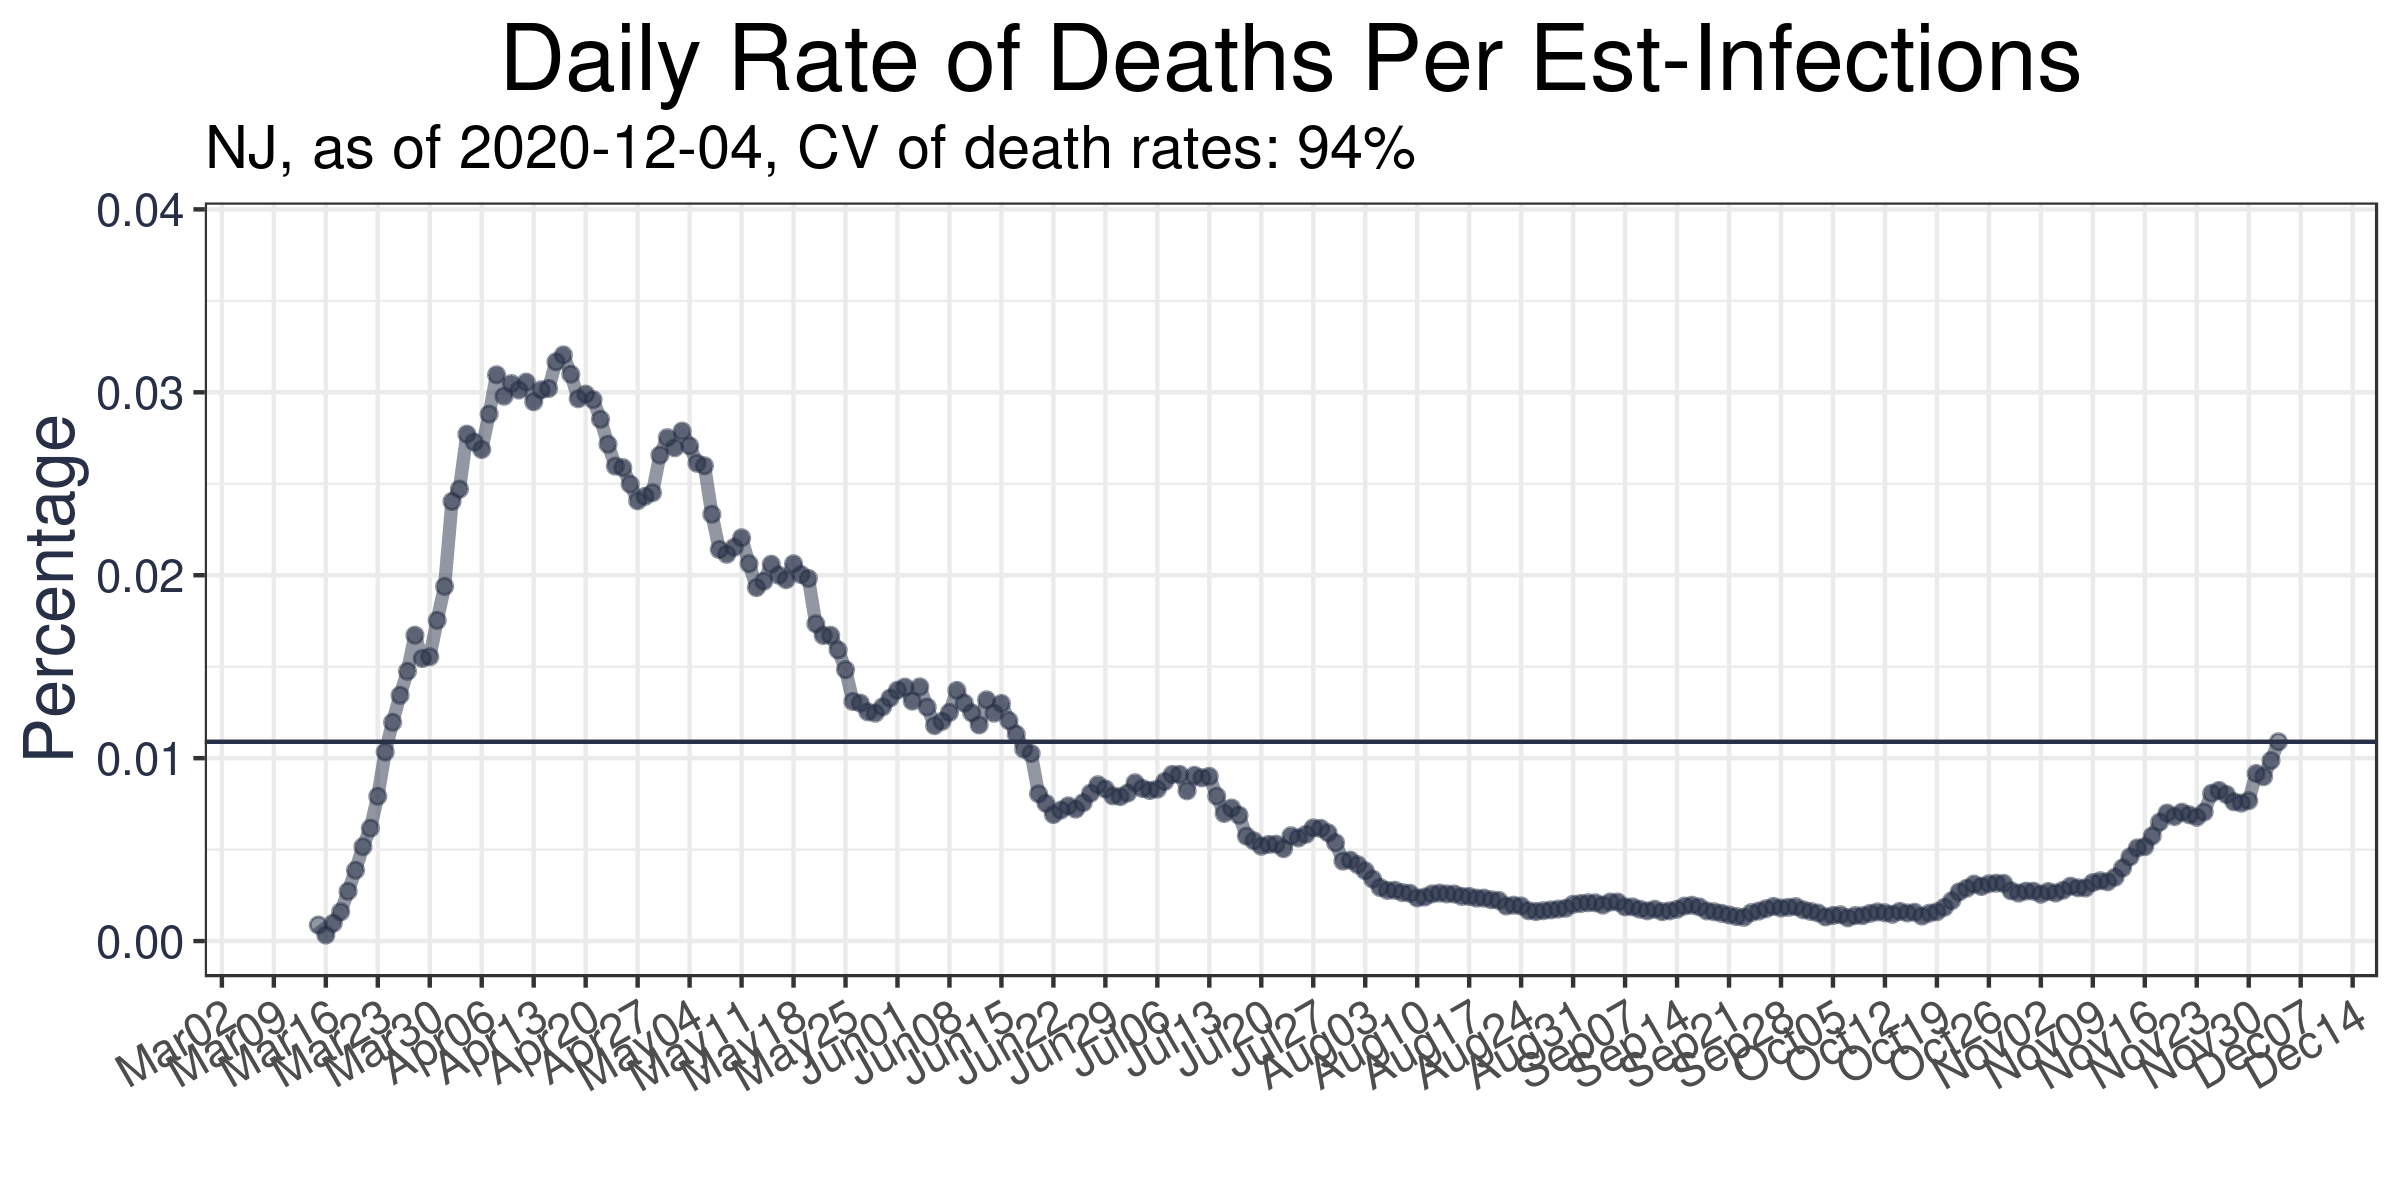 Daily Rate of Deaths Per Est-Infections
NJ, as of 2020-12-04, CV of death rates: 94%
Percentage
0.04
0.03
0.02
0.01
0.00
Mar02
Mar09
Mar16
Mar23
Mar30
Apr06
Apr13
Apr20
Apr27
May04
May11
May18
May25
Jun01
Jun08
Jun15
Jun22
Jun29
Jul06
Jul13
Jul20
Jul27
Aug03
Aug10
Aug17
Aug24
Aug31
Sep07
Sep14
Sep21
Sep28
Oct05
Oct12
Oct19
Oct26
Nov02
Nov09
Nov16
Nov23
Nov30
Dec07
Dec14